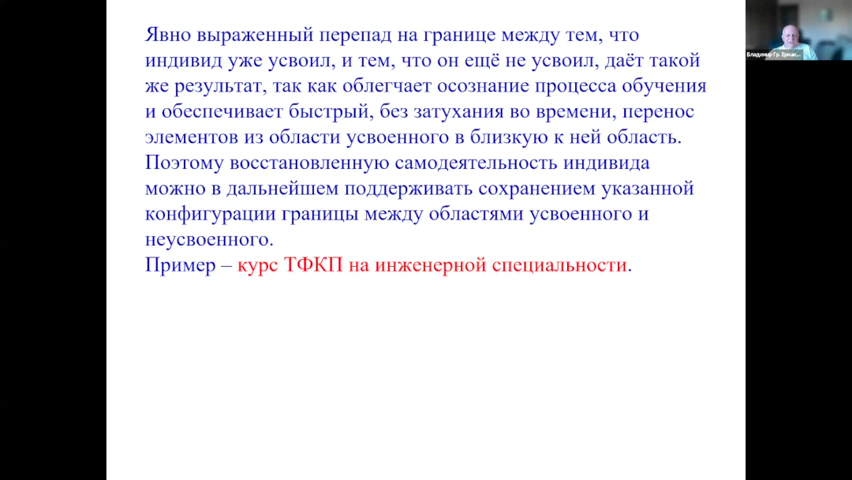 Явно выраженный перепад на границе между тем, что
индивид уже усвоил, и тем, что он ещё не усвоил, даёт такой
же результат, так как облегчает осознание процесса обучения
и обеспечивает быстрый, без затухания во времени, перенос
элементов из области усвоенного в близкую к ней область.
Поэтому восстановленную самодеятельность индивида
можно в дальнейшем поддерживать сохранением указанной
конфигурации границы между областями усвоенного и
неусвоенного.
Пример – курс ТФКП на инженерной специальности.
Владимир Гр.